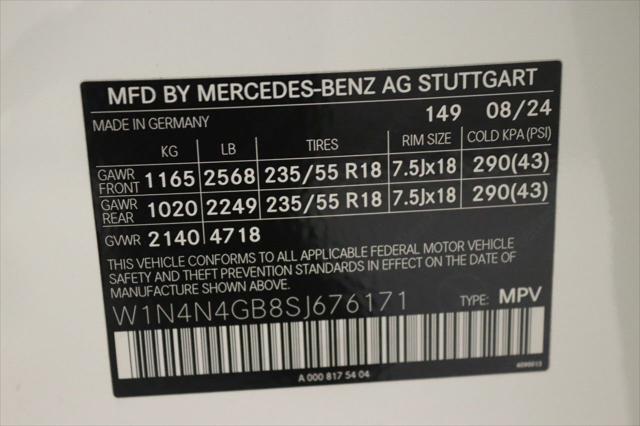 MFD BY MERCEDES-BENZ AG STUTTGART
MADE IN GERMANY 149 08/24
KG LB TIRES RIM SIZE COLD KPA(PSI)
GAWR FRONT 1165 2568 235/55 R18 7.5Jx18 290(43)
GAWR REAR 1020 2249 235/55 R18 7.5Jx18 290(43)
GVWR 2140 4718
THIS VEHICLE CONFORMS TO ALL APPLICABLE FEDERAL MOTOR VEHICLE
SAFETY AND THEFT PREVENTION STANDARDS IN EFFECT ON THE DATE OF
MANUFACTURE SHOWN ABOVE.
W1N4N4GB8SJ676171 TYPE: MPV
A 000 817 54 04